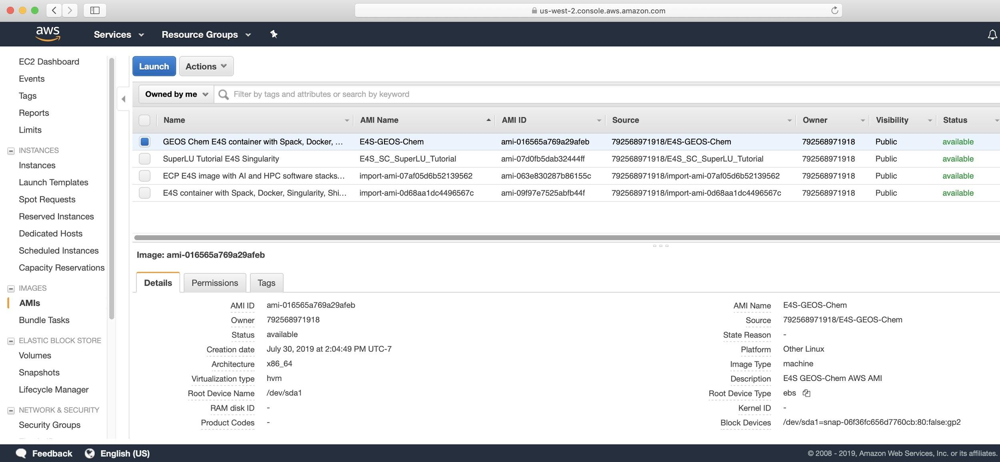 us-west-2.console.aws.amazon.com
aws Services Resource Groups
EC2 Dashboard
Events
Tags
Reports
Limits
INSTANCES
Instances
Launch Templates
Spot Requests
Reserved Instances
Dedicated Hosts
Scheduled Instances
Capacity Reservations
IMAGES
AMIs
Bundle Tasks
ELASTIC BLOCK STORE
Volumes
Snapshots
Lifecycle Manager
NETWORK & SECURITY
Security Groups
Launch Actions
Owned by me Filter by tags and attributes or search by keyword
Name AMI Name AMI ID Source Owner Visibility Status
GEOS Chem E4S container with Spack, Docker, ... E4S-GEOS-Chem ami-016565a769a29afeb 792568971918/E4S-GEOS-Chem 792568971918 Public available
SuperLU Tutorial E4S Singularity E4S_SC_SuperLU_Tutorial ami-07d0fb5dab32444ff 792568971918/E4S_SC_SuperLU_Tutorial 792568971918 Public available
ECP E4S image with AI and HPC software stacks... import-ami-07af05d6b52139562 ami-063e830287b86155c 792568971918/import-ami-07af05d6b52139562 792568971918 Public available
E4S container with Spack, Docker, Singularity, Shi... import-ami-0d68aa1dc4496567c ami-09f97e7525abfb44f 792568971918/import-ami-0d68aa1dc4496567c 792568971918 Public available
Image: ami-016565a769a29afeb
Details Permissions Tags
AMI ID ami-016565a769a29afeb
Owner 792568971918
Status available
Creation date July 30, 2019 at 2:04:49 PM UTC-7
Architecture x86_64
Virtualization type hvm
Root Device Name /dev/sda1
RAM disk ID -
Product Codes -
AMI Name E4S-GEOS-Chem
Source 792568971918/E4S-GEOS-Chem
State Reason -
Platform Other Linux
Image Type machine
Description E4S GEOS-Chem AWS AMI
Root Device Type ebs
Kernel ID -
Block Devices /dev/sda1=snap-06f36fc656d7760cb:80:false:gp2
Feedback English (US)
© 2008 - 2019, Amazon Web Services, Inc. or its affiliates.